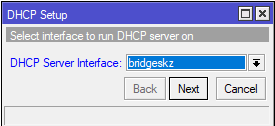 DHCP Setup
Select interface to run DHCP server on
DHCP Server Interface: bridgeskz
Back Next Cancel